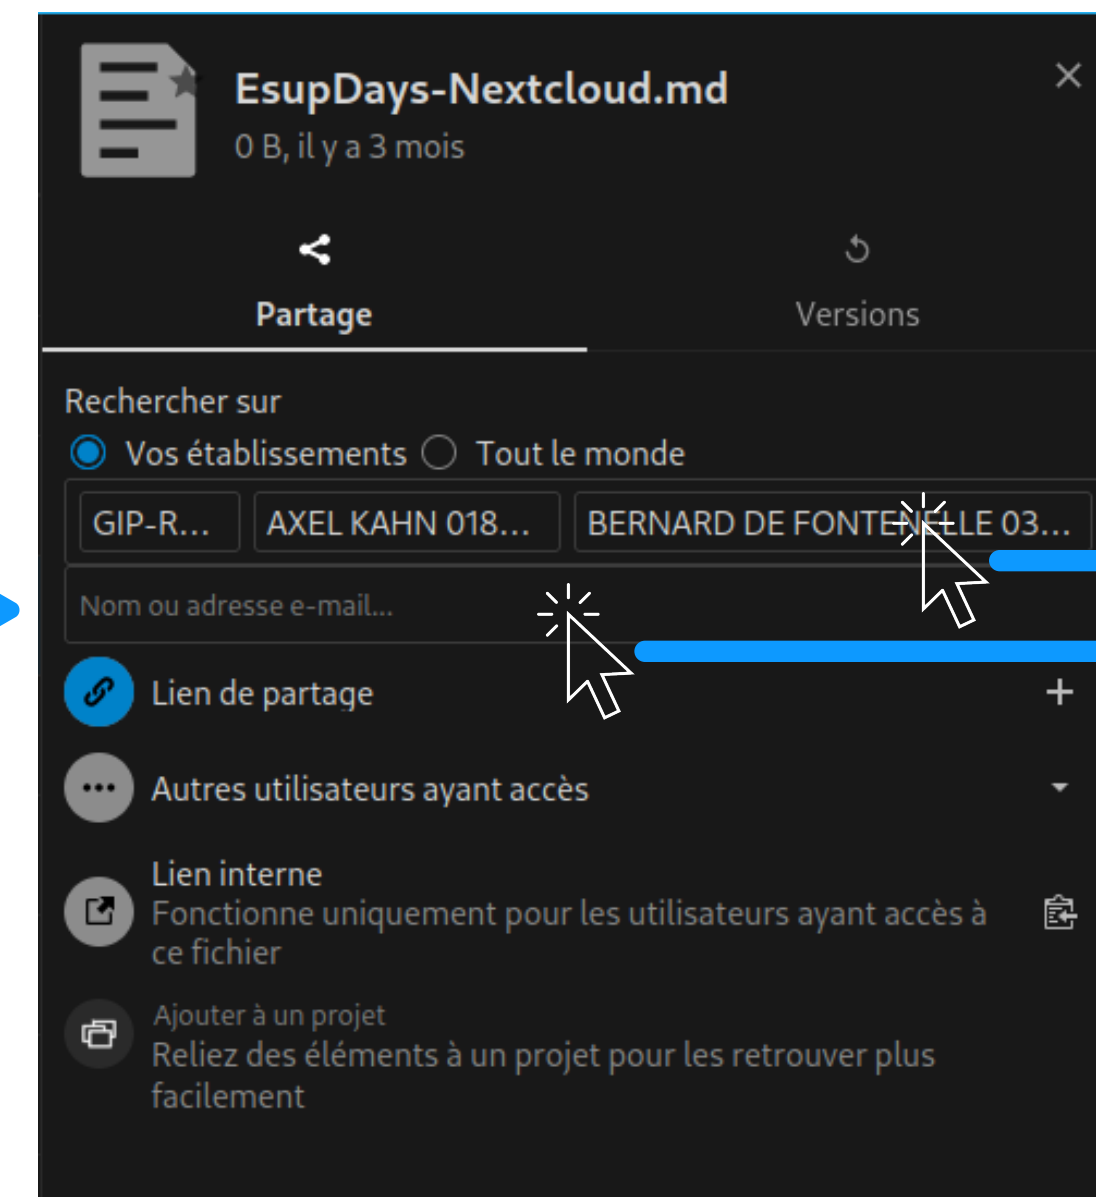 EsupDays-Nextcloud.md
0 B, il y a 3 mois
Partage
Versions
Rechercher sur
Vos établissements Tout le monde
GIP-R... AXEL KAHN 018... BERNARD DE FONTENELLE 03...
Nom ou adresse e-mail...
Lien de partage
Autres utilisateurs ayant accès
Lien interne
Fonctionne uniquement pour les utilisateurs ayant accès à
ce fichier
Ajouter à un projet
Reliez des éléments à un projet pour les retrouver plus
facilement